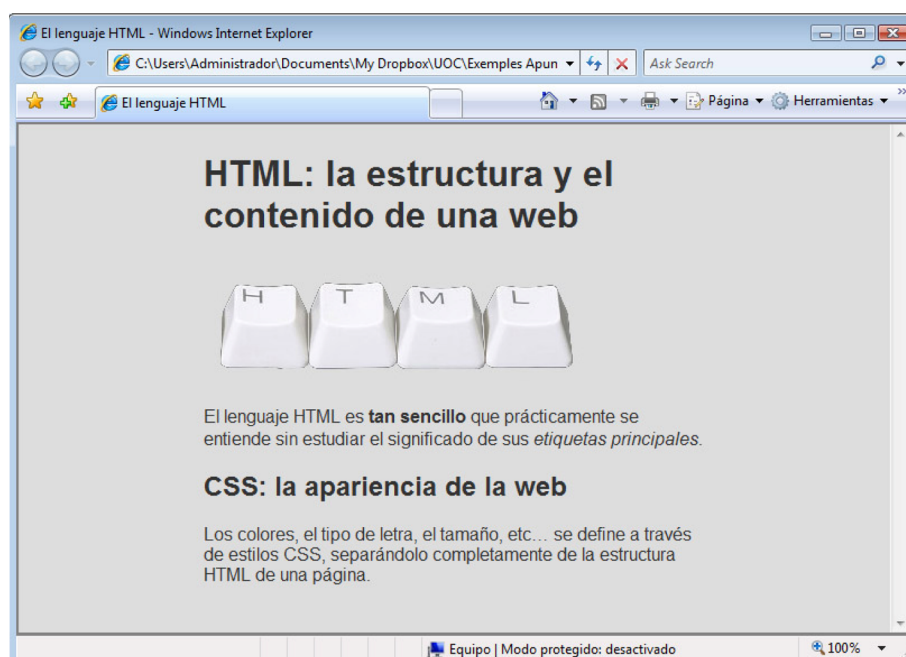 El lenguaje HTML - Windows Internet Explorer
C:\Users\Administrador\Documents\My Dropbox\UOC\Exemples Apun
Ask Search
El lenguaje HTML
Página
Herramientas
HTML: la estructura y el
contenido de una web
H T M L
El lenguaje HTML es tan sencillo que prácticamente se
entiende sin estudiar el significado de sus etiquetas principales.
CSS: la apariencia de la web
Los colores, el tipo de letra, el tamaño, etc... se define a través
de estilos CSS, separándolo completamente de la estructura
HTML de una página.
Equipo | Modo protegido: desactivado
100%